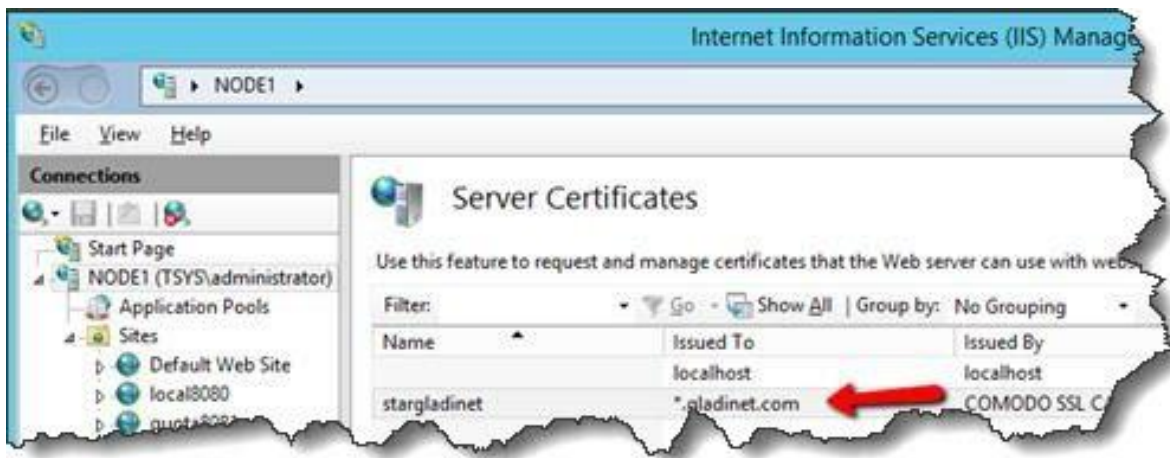 Internet Information Services (IIS) Manage
NODE1
File View Help
Connections
Start Page
NODE1 (TSYS\administrator)
Application Pools
Sites
Default Web Site
local8080
Server Certificates
Use this feature to request and manage certificates that the Web server can use with webs
Filter: Go Show All Group by: No Grouping
Name Issued To Issued By
localhost localhost
stargladinet *.gladinet.com COMODO SSL C